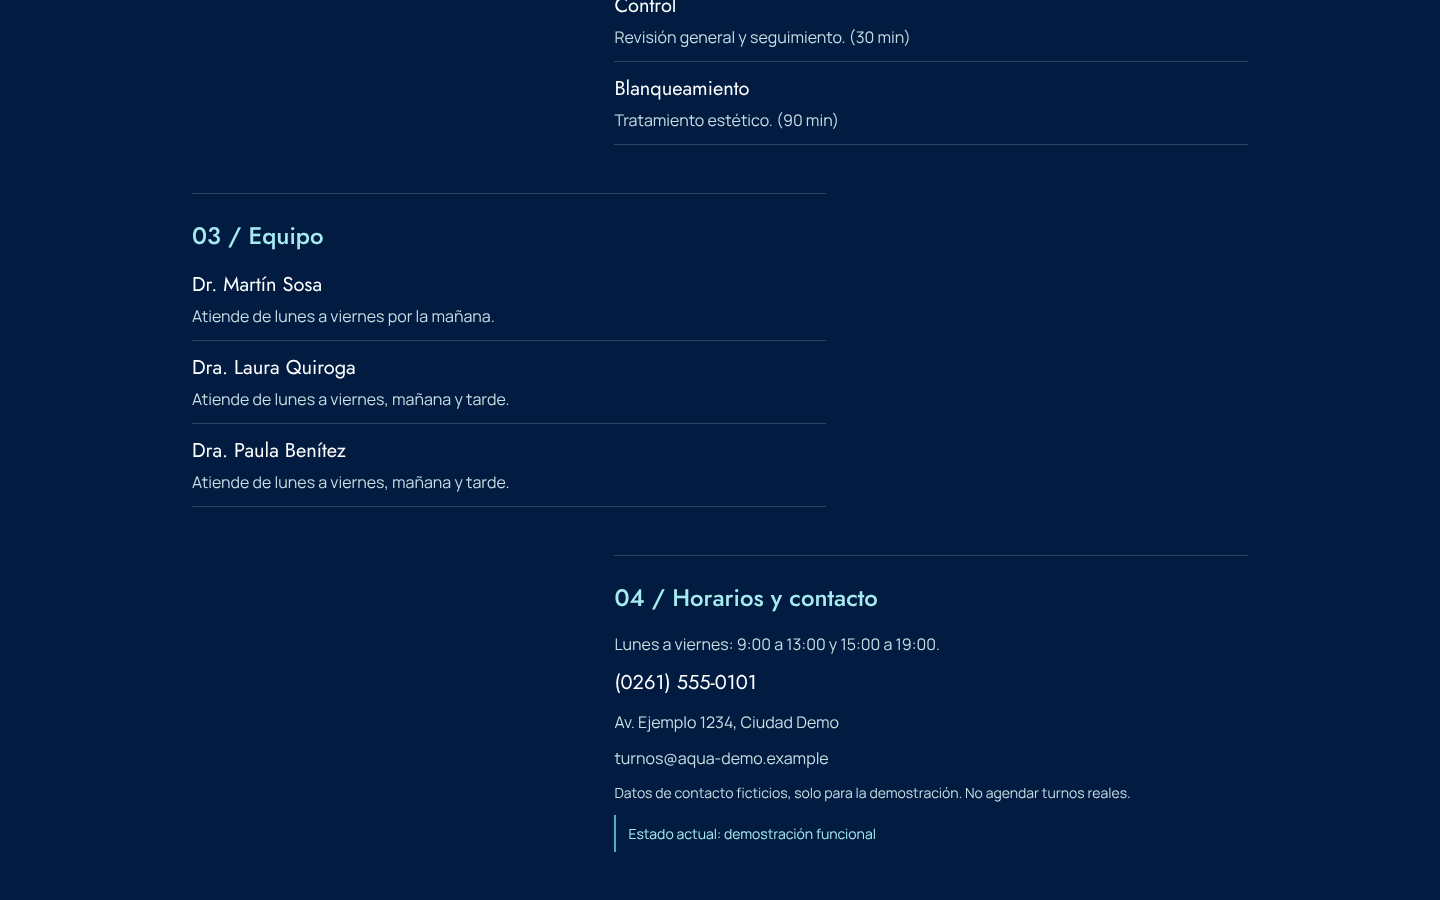 Control
Revisión general y seguimiento. (30 min)
Blanqueamiento
Tratamiento estético. (90 min)
03 / Equipo
Dr. Martín Sosa
Atiende de lunes a viernes por la mañana.
Dra. Laura Quiroga
Atiende de lunes a viernes, mañana y tarde.
Dra. Paula Benítez
Atiende de lunes a viernes, mañana y tarde.
04 / Horarios y contacto
Lunes a viernes: 9:00 a 13:00 y 15:00 a 19:00.
(0261) 555-0101
Av. Ejemplo 1234, Ciudad Demo
turnos@aqua-demo.example
Datos de contacto ficticios, solo para la demostración. No agendar turnos reales.
Estado actual: demostración funcional